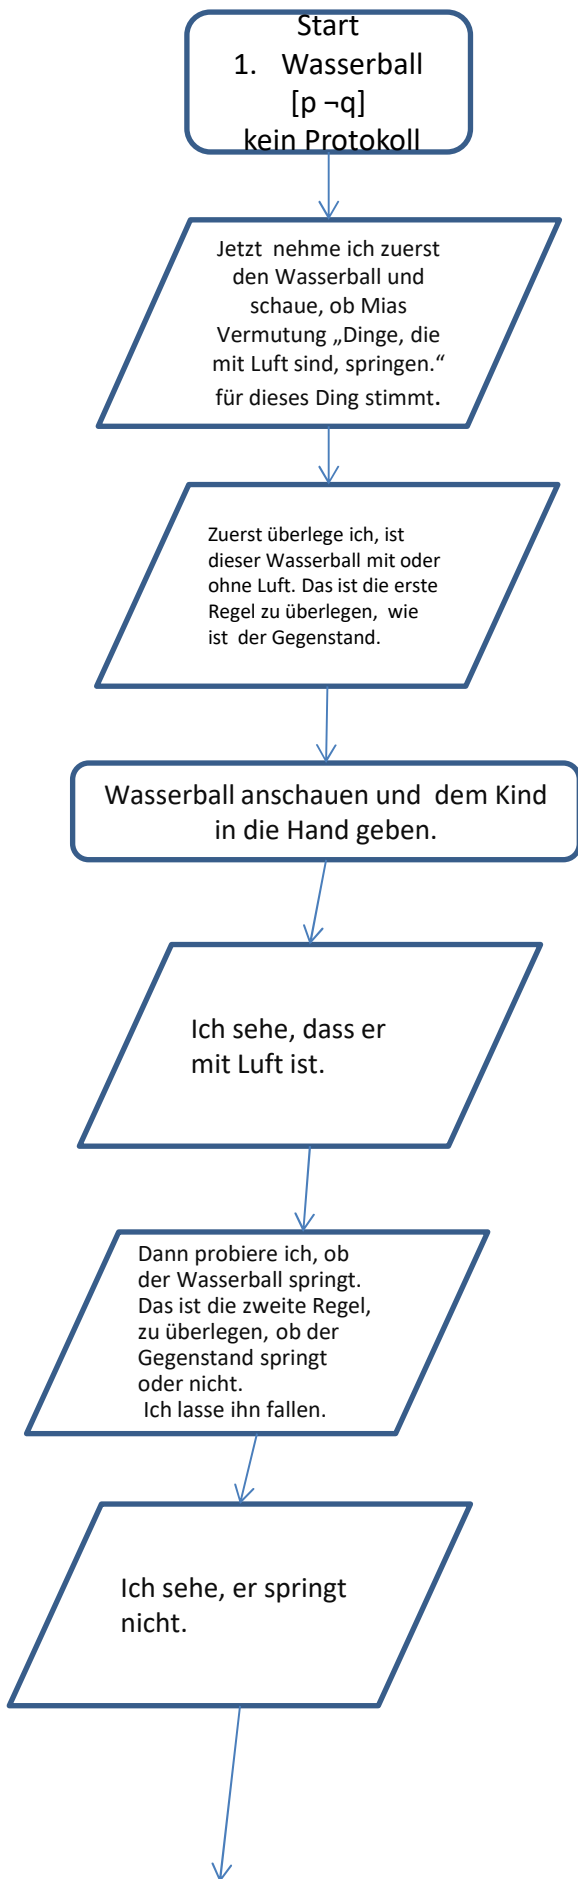 Start
1. Wasserball
[p ¬q]
kein Protokoll
Jetzt nehme ich zuerst
den Wasserball und
schaue, ob Mias
Vermutung „Dinge, die
mit Luft sind, springen.“
für dieses Ding stimmt.
Zuerst überlege ich, ist
dieser Wasserball mit oder
ohne Luft. Das ist die erste
Regel zu überlegen, wie
ist der Gegenstand.
Wasserball anschauen und dem Kind
in die Hand geben.
Ich sehe, dass er
mit Luft ist.
Dann probiere ich, ob
der Wasserball springt.
Das ist die zweite Regel,
zu überlegen, ob der
Gegenstand springt
oder nicht.
Ich lasse ihn fallen.
Ich sehe, er springt
nicht.